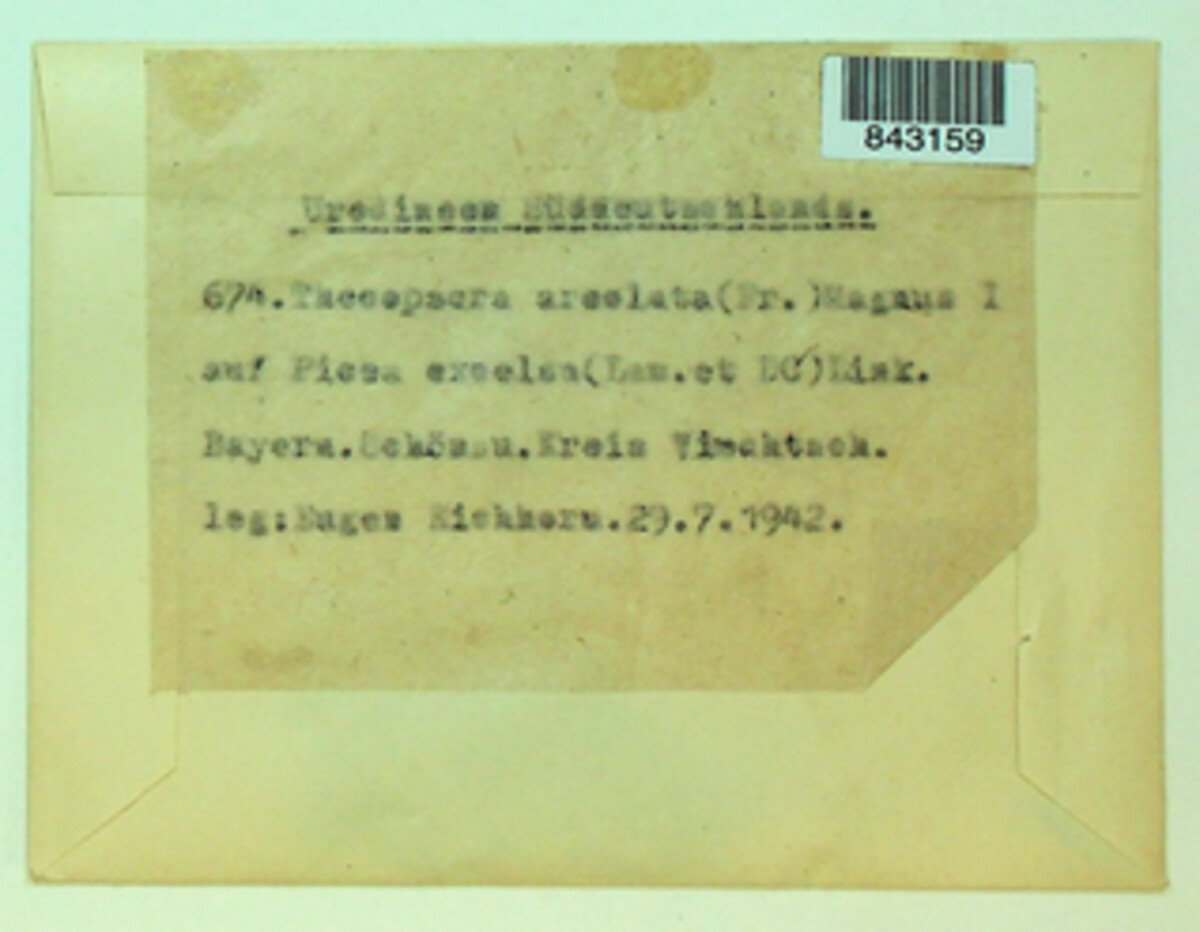 843159
Uredineen Süddeutschlands.
674.Thecopsora areolata(Fr.)Magnus I
auf Picea excelsa(Lam.et DC)Link.
Bayern.Schönau.Kreis Viechtach.
leg:Eugen Eichhorn.29.7.1942.